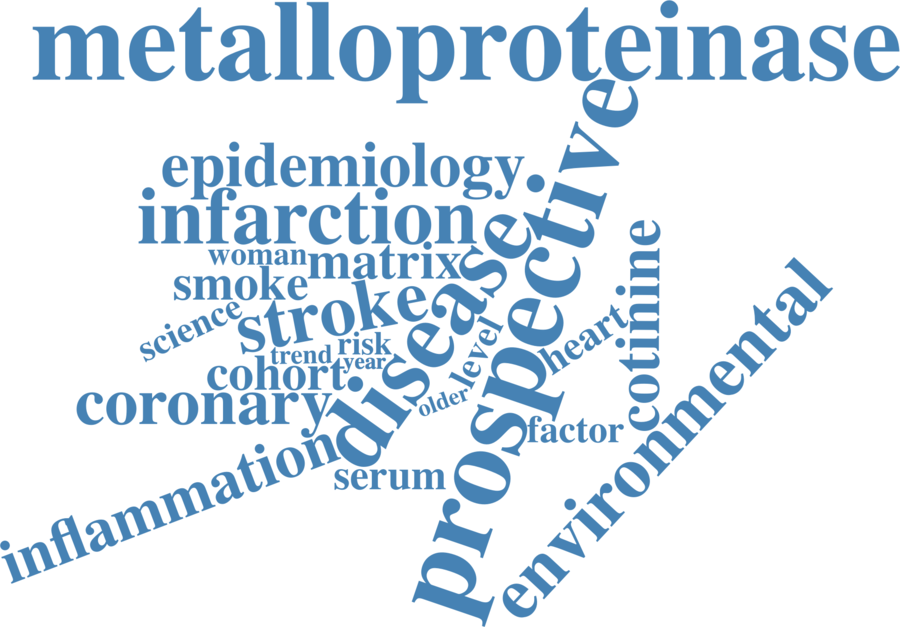 metalloproteinase
epidemiology
infarction
woman
matrix
smoke
stroke
science
disease
prospective
cotinine
environmental
heart
level
risk
trend
year
cohort
older
coronary
factor
inflammation
serum